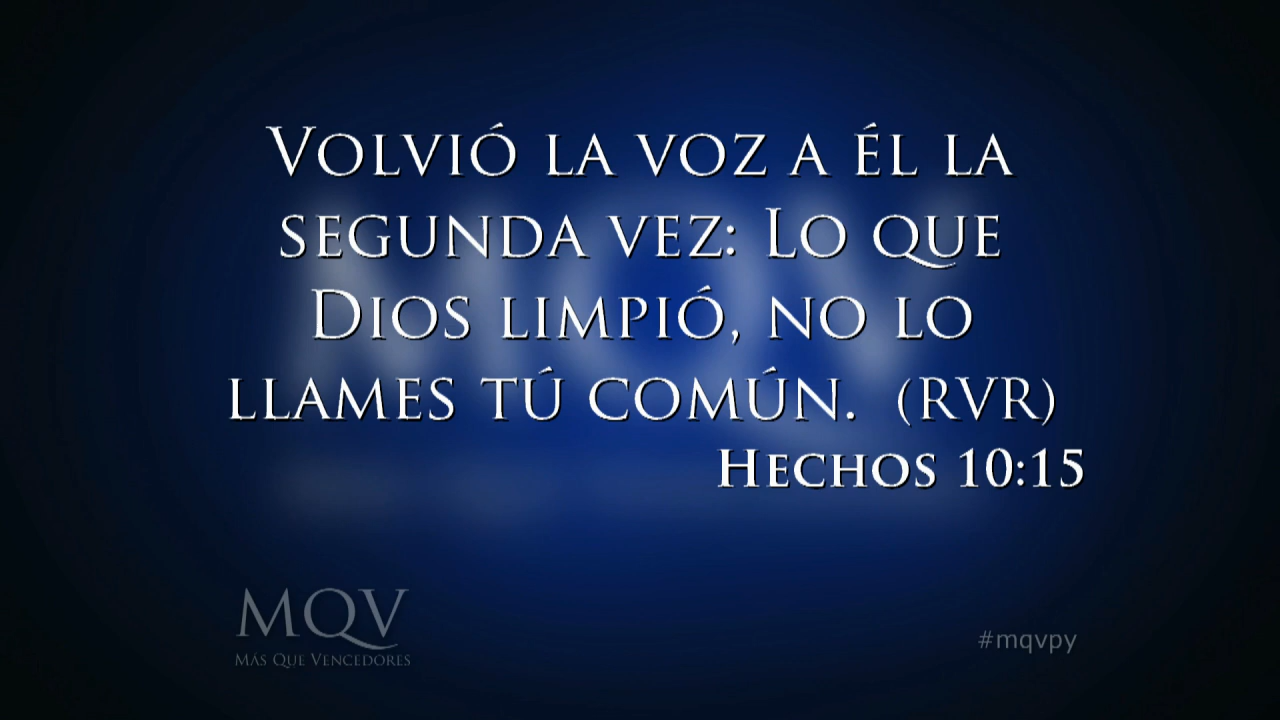 Volvió la voz a él la
segunda vez: Lo que
Dios limpió, no lo
llames tú común. (RVR)
Hechos 10:15
MQV
Más Que Vencedores
#mqvpy